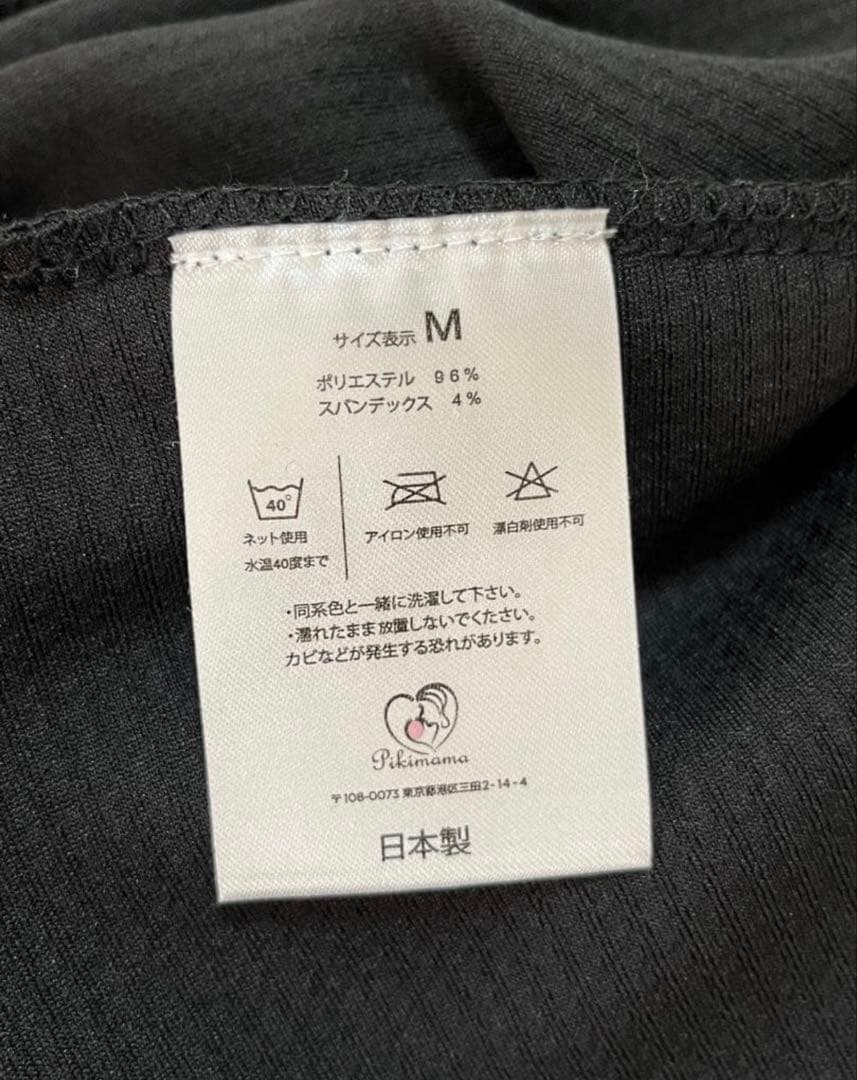 サイズ表示 M
ポリエステル 96%
スパンデックス 4%
40°
ネット使用
水温40度まで
アイロン使用不可
漂白剤使用不可
・同系色と一緒に洗濯して下さい。
・濡れたまま放置しないでください。
カビなどが発生する恐れがあります。
Pikimama
〒108-0073 東京都港区三田2-14-4
日本製